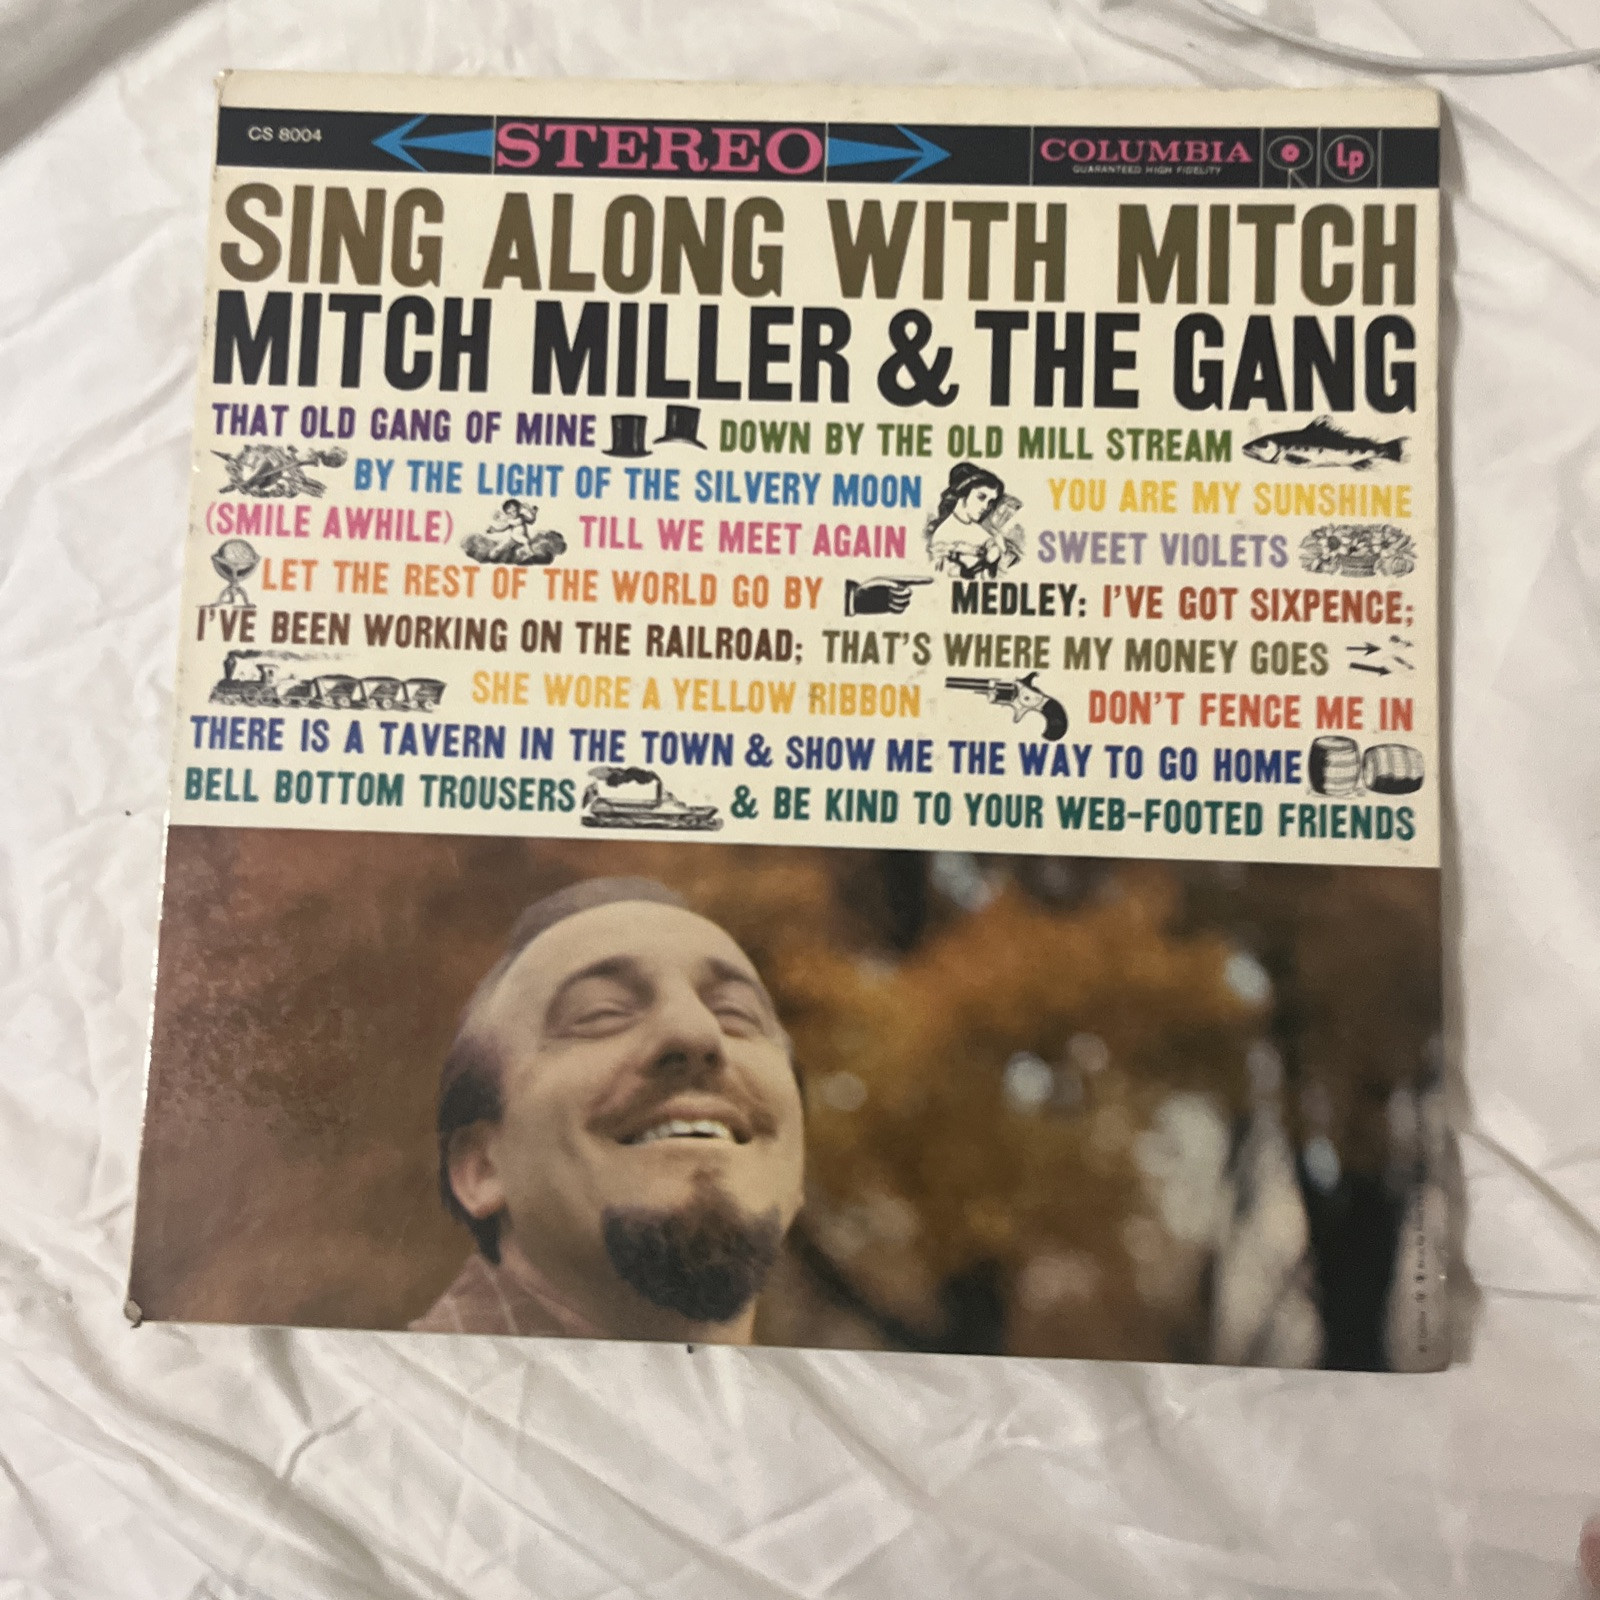 CS 8004 STEREO COLUMBIA Lp
GUARANTEED HIGH FIDELITY
SING ALONG WITH MITCH
MITCH MILLER & THE GANG
THAT OLD GANG OF MINE DOWN BY THE OLD MILL STREAM
BY THE LIGHT OF THE SILVERY MOON YOU ARE MY SUNSHINE
(SMILE AWHILE) TILL WE MEET AGAIN SWEET VIOLETS
LET THE REST OF THE WORLD GO BY MEDLEY: I'VE GOT SIXPENCE;
I'VE BEEN WORKING ON THE RAILROAD; THAT'S WHERE MY MONEY GOES
SHE WORE A YELLOW RIBBON DON'T FENCE ME IN
THERE IS A TAVERN IN THE TOWN & SHOW ME THE WAY TO GO HOME
BELL BOTTOM TROUSERS & BE KIND TO YOUR WEB-FOOTED FRIENDS